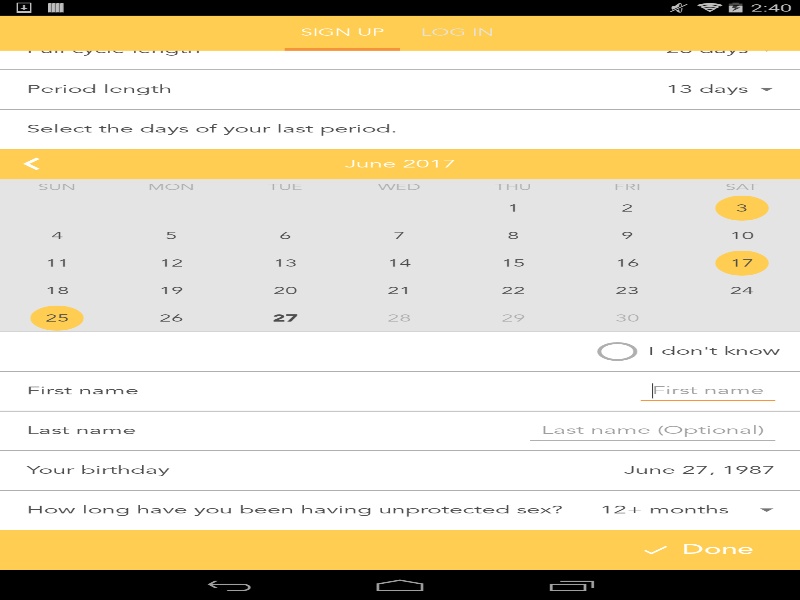 2:40
SIGN UP LOG IN
Full cycle length 28 days
Period length 13 days
Select the days of your last period.
June 2017
SUN MON TUE WED THU FRI SAT
1 2 3
4 5 6 7 8 9 10
11 12 13 14 15 16 17
18 19 20 21 22 23 24
25 26 27 28 29 30
I don't know
First name First name
Last name Last name (Optional)
Your birthday June 27, 1987
How long have you been having unprotected sex? 12+ months
Done